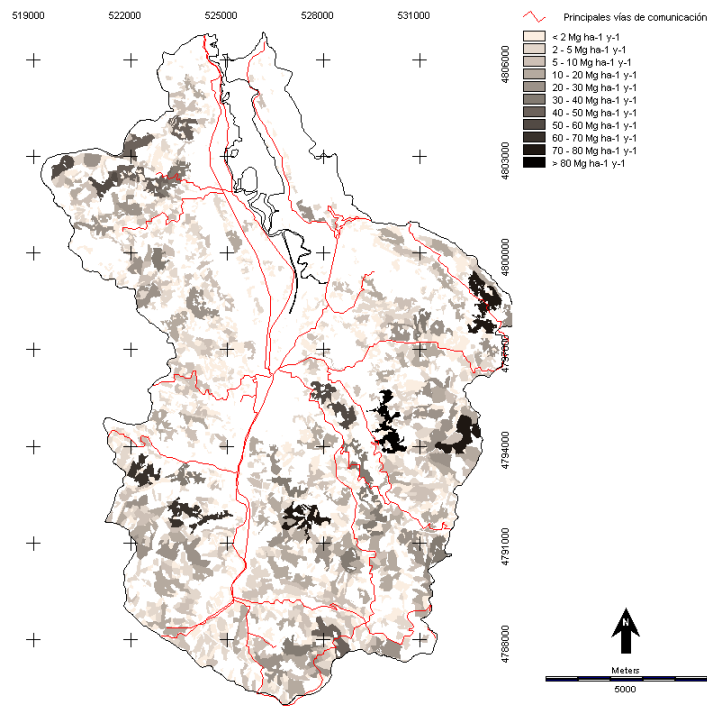 519000 522000 525000 528000 531000
Principales vías de comunicación
< 2 Mg ha-1 y-1
2 - 5 Mg ha-1 y-1
5 - 10 Mg ha-1 y-1
10 - 20 Mg ha-1 y-1
20 - 30 Mg ha-1 y-1
30 - 40 Mg ha-1 y-1
40 - 50 Mg ha-1 y-1
50 - 60 Mg ha-1 y-1
60 - 70 Mg ha-1 y-1
70 - 80 Mg ha-1 y-1
> 80 Mg ha-1 y-1
4806000
4803000
4800000
4797000
4794000
4791000
4788000
N
Meters
5000